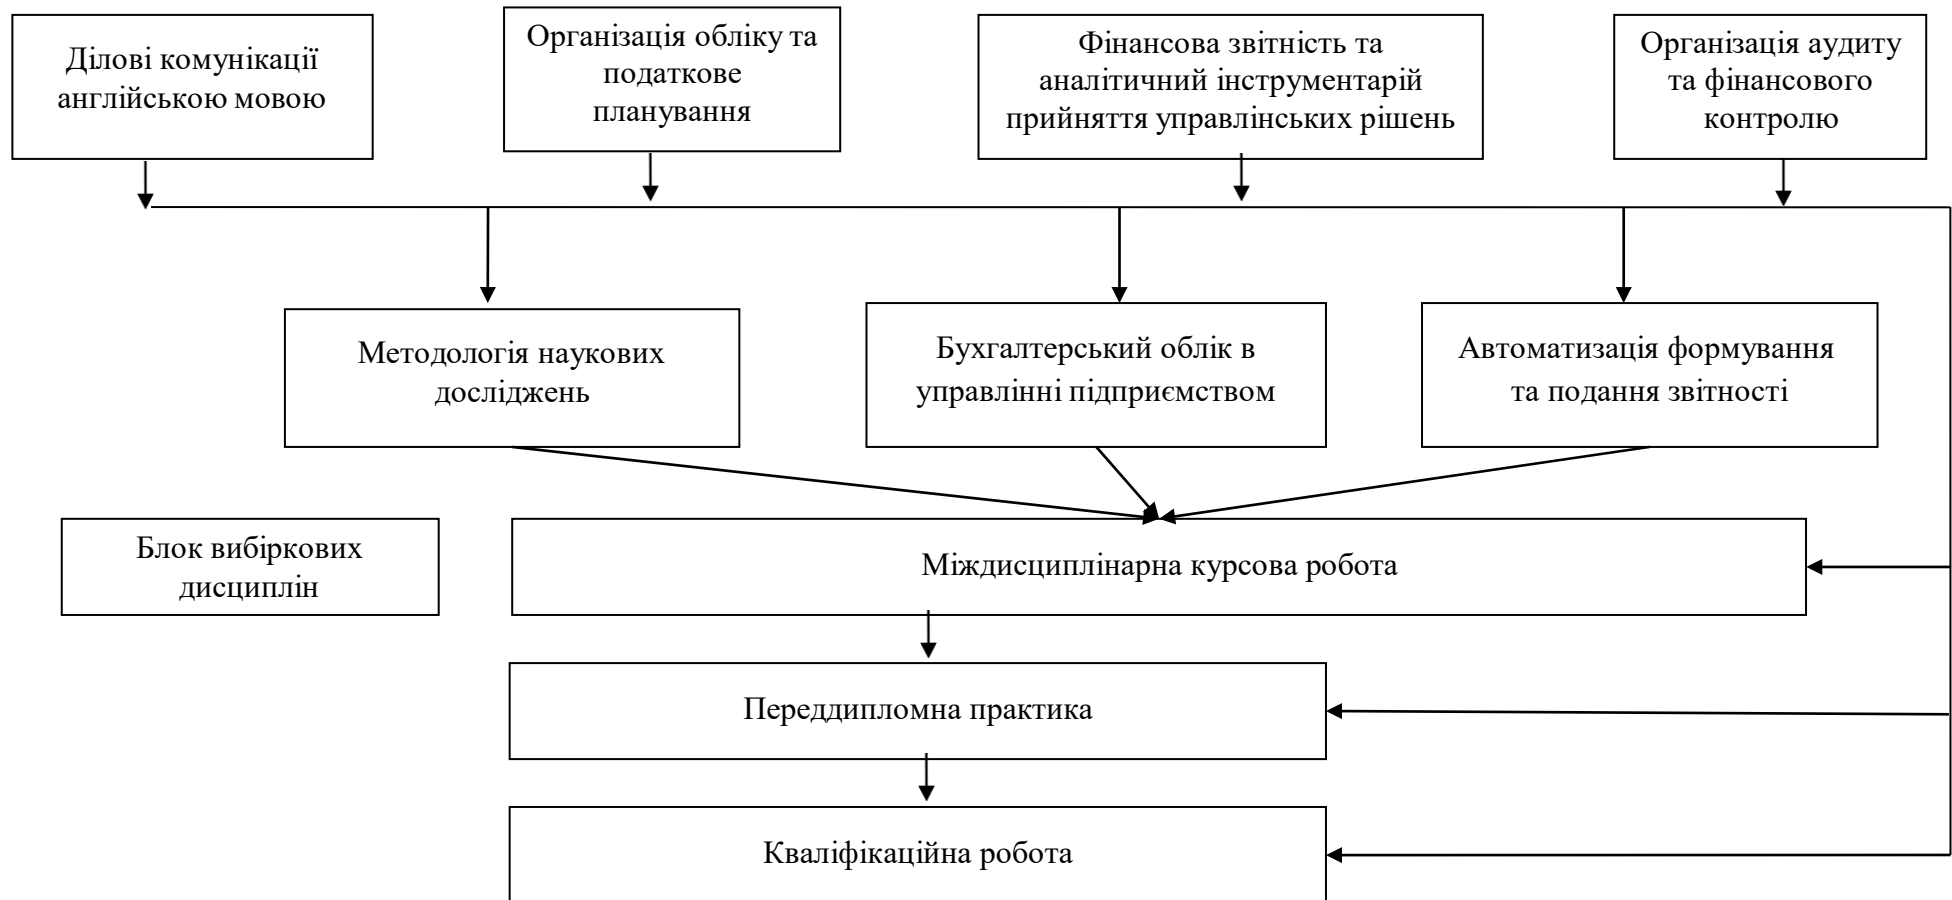 Ділові комунікації
англійською мовою
Організація обліку та
податкове
планування
Фінансова звітність та
аналітичний інструментарій
прийняття управлінських рішень
Організація аудиту
та фінансового
контролю
Методологія наукових
досліджень
Бухгалтерський облік в
управлінні підприємством
Автоматизація формування
та подання звітності
Блок вибіркових
дисциплін
Міждисциплінарна курсова робота
Переддипломна практика
Кваліфікаційна робота